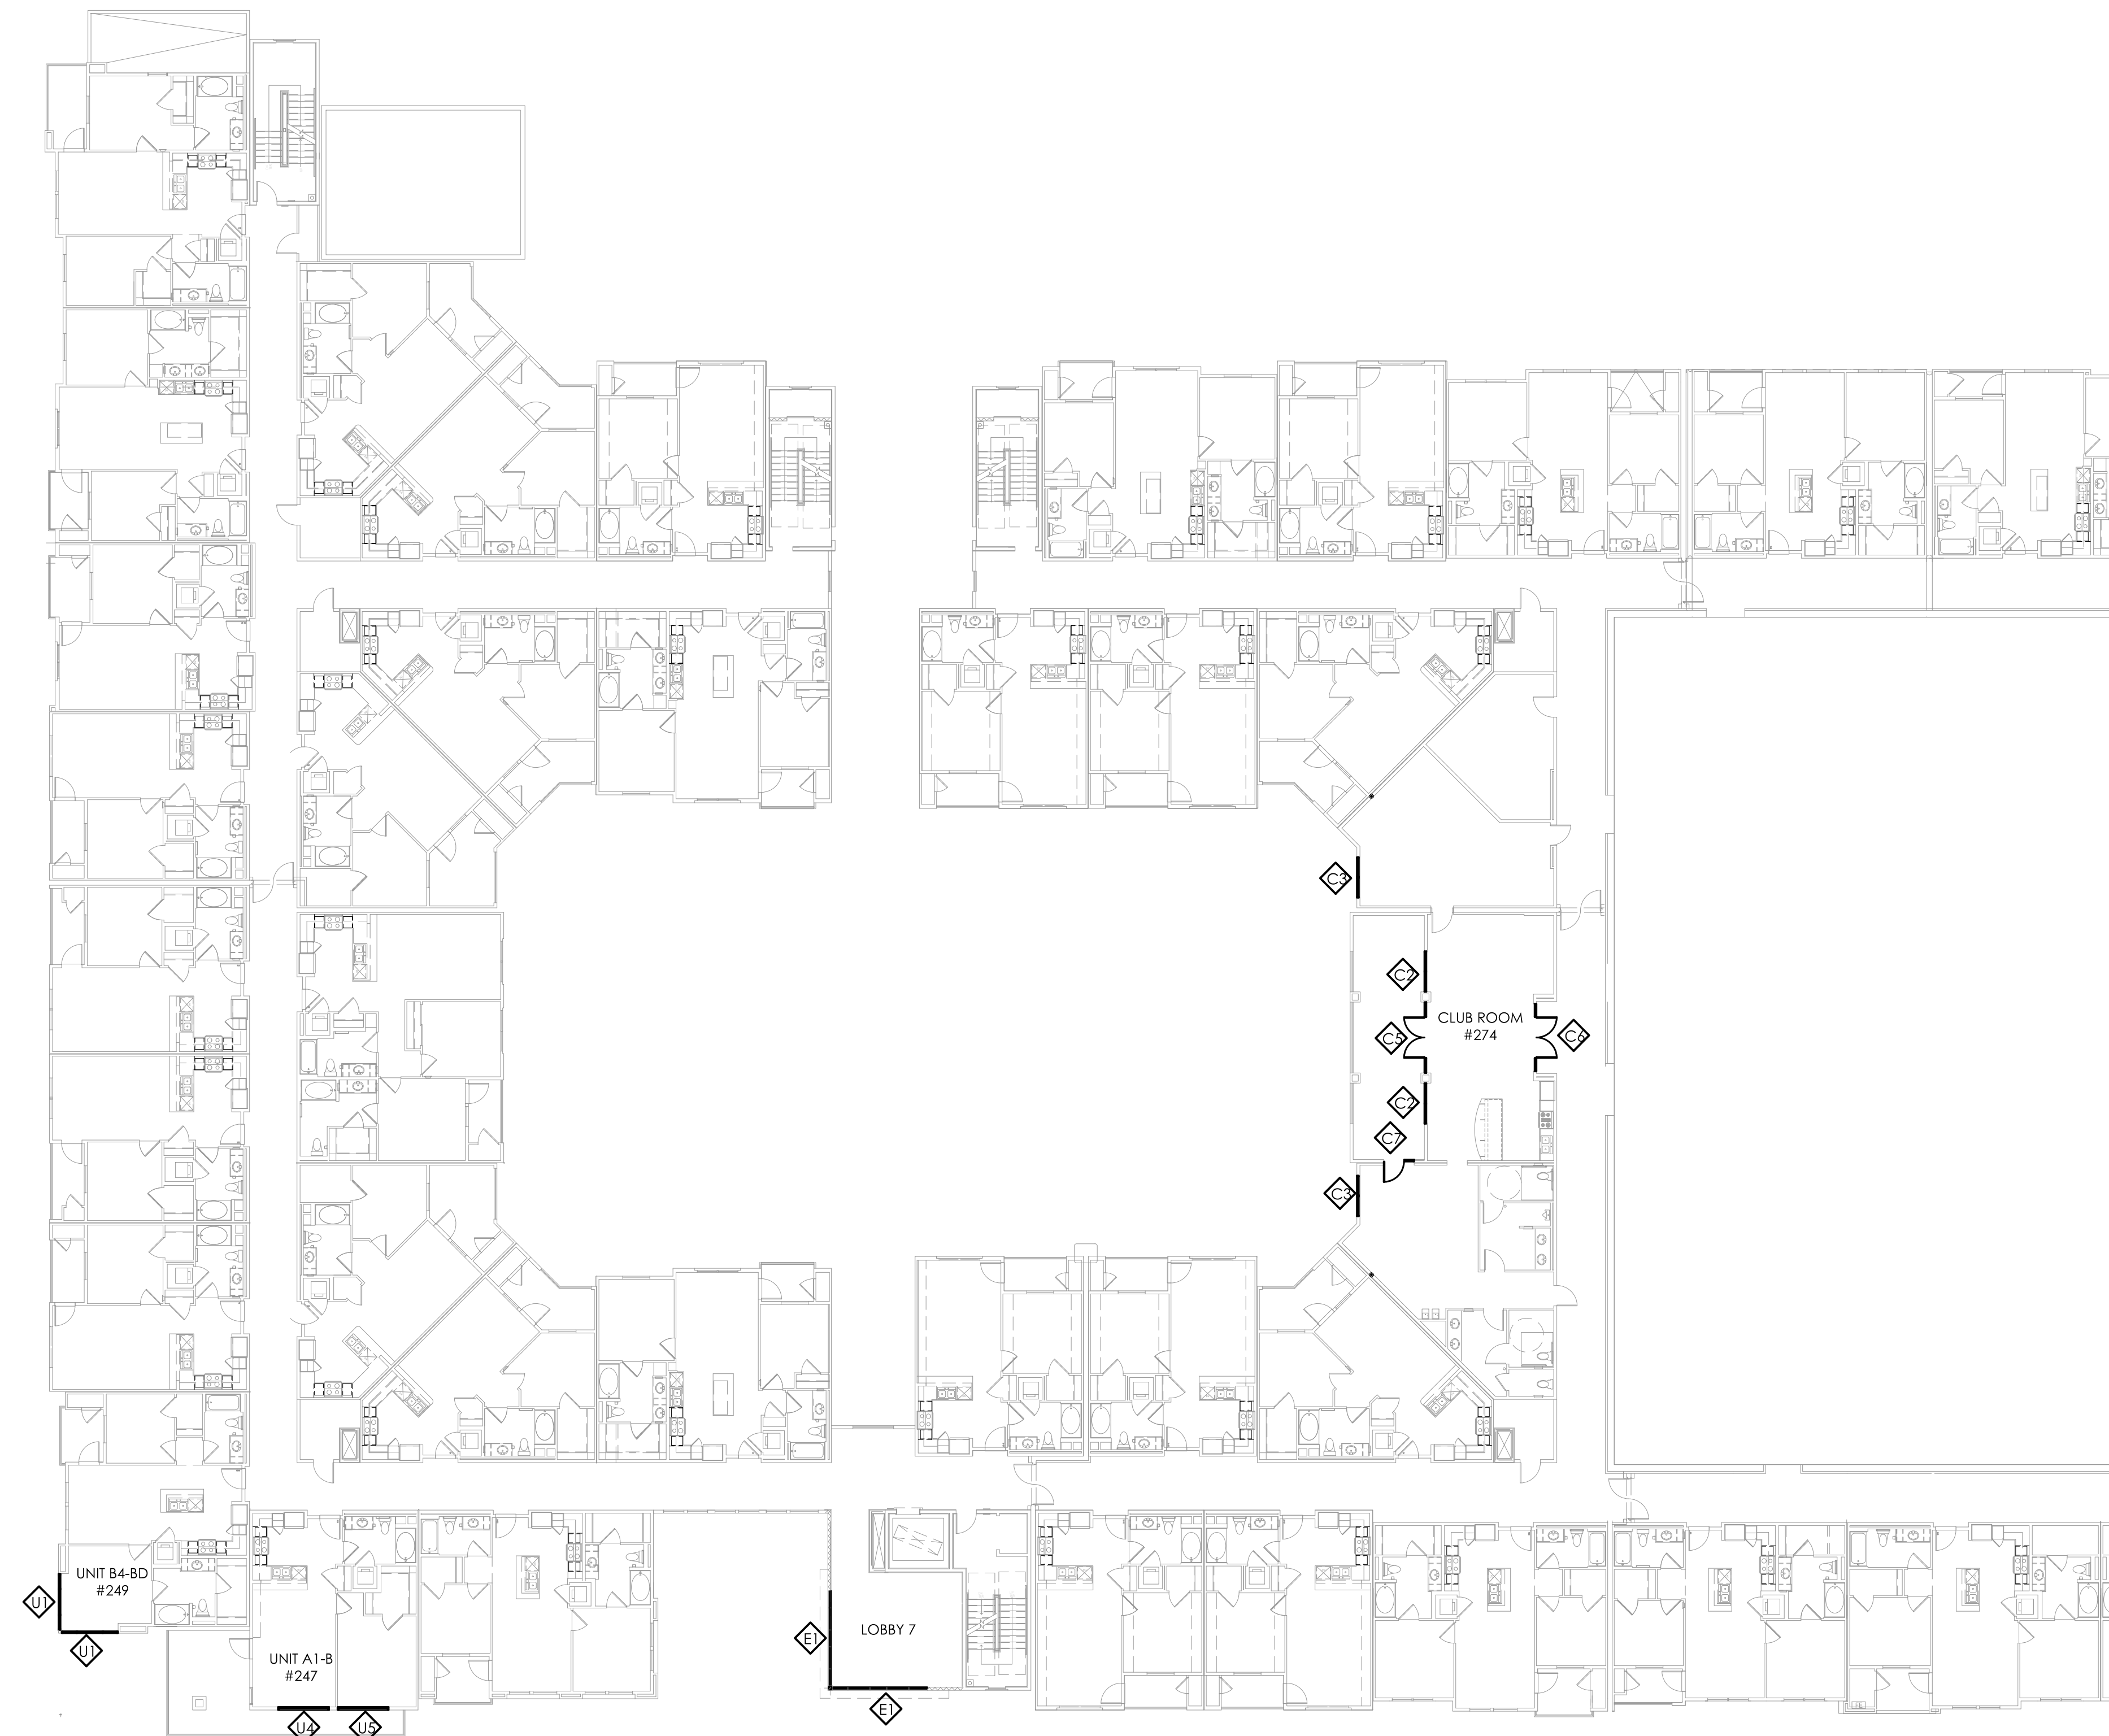 C3
C2
CLUB ROOM
#274
C5
C6
C2
C7
C3
UNIT B4-BD
#249
U1
U1
UNIT A1-B
#247
U4
U5
LOBBY 7
E1
E1